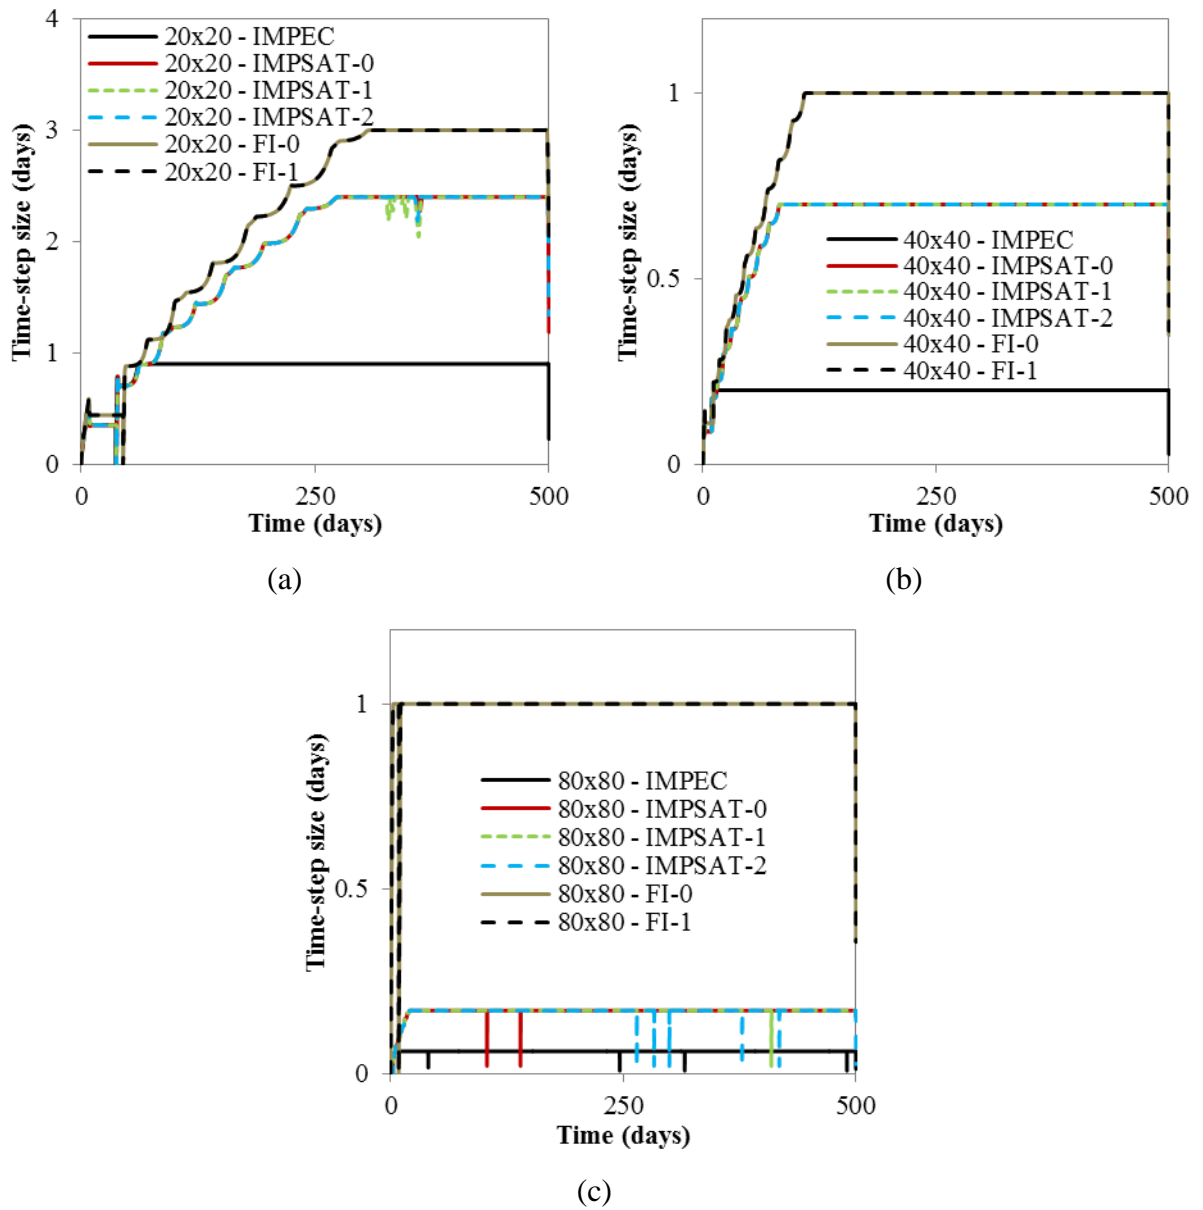 4
3
2
1
0
Time-step size (days)
20x20 - IMPEC
20x20 - IMPSAT-0
20x20 - IMPSAT-1
20x20 - IMPSAT-2
20x20 - FI-0
20x20 - FI-1
0
250
500
Time (days)
(a)
1
0.5
0
Time-step size (days)
40x40 - IMPEC
40x40 - IMPSAT-0
40x40 - IMPSAT-1
40x40 - IMPSAT-2
40x40 - FI-0
40x40 - FI-1
0
250
500
Time (days)
(b)
1
0.5
0
Time-step size (days)
80x80 - IMPEC
80x80 - IMPSAT-0
80x80 - IMPSAT-1
80x80 - IMPSAT-2
80x80 - FI-0
80x80 - FI-1
0
250
500
Time (days)
(c)